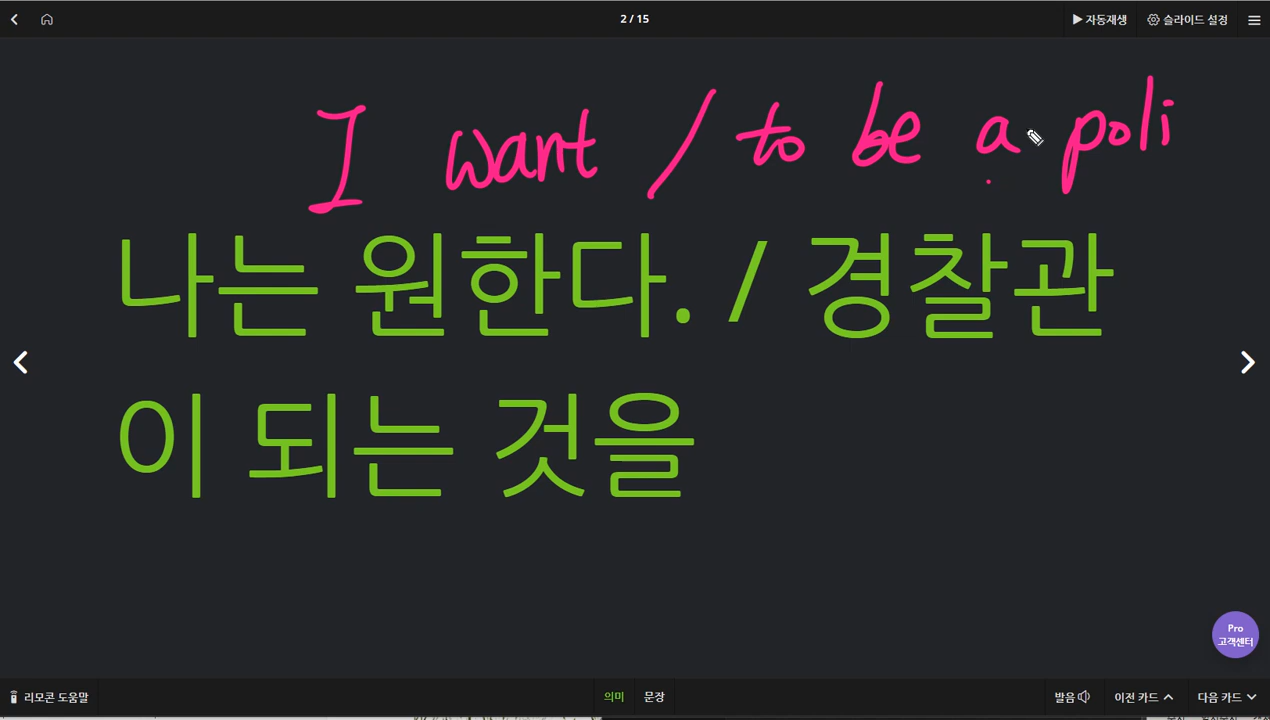 2 / 15
자동재생
슬라이드 설정
I want / to be a poli
나는 원한다. / 경찰관
이 되는 것을
Pro
고객센터
리모콘 도움말
의미
문장
발음
이전 카드
다음 카드